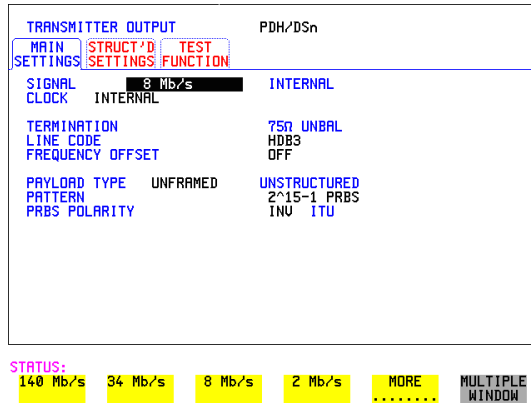 TRANSMITTER OUTPUT PDH/DSn
MAIN SETTINGS STRUCT'D SETTINGS TEST FUNCTION
SIGNAL 8 Mb/s INTERNAL
CLOCK INTERNAL
TERMINATION 75Ω UNBAL
LINE CODE HDB3
FREQUENCY OFFSET OFF
PAYLOAD TYPE UNFRAMED UNSTRUCTURED
PATTERN 2^15-1 PRBS
PRBS POLARITY INV ITU
STATUS:
140 Mb/s 34 Mb/s 8 Mb/s 2 Mb/s MORE ........ MULTIPLE WINDOW